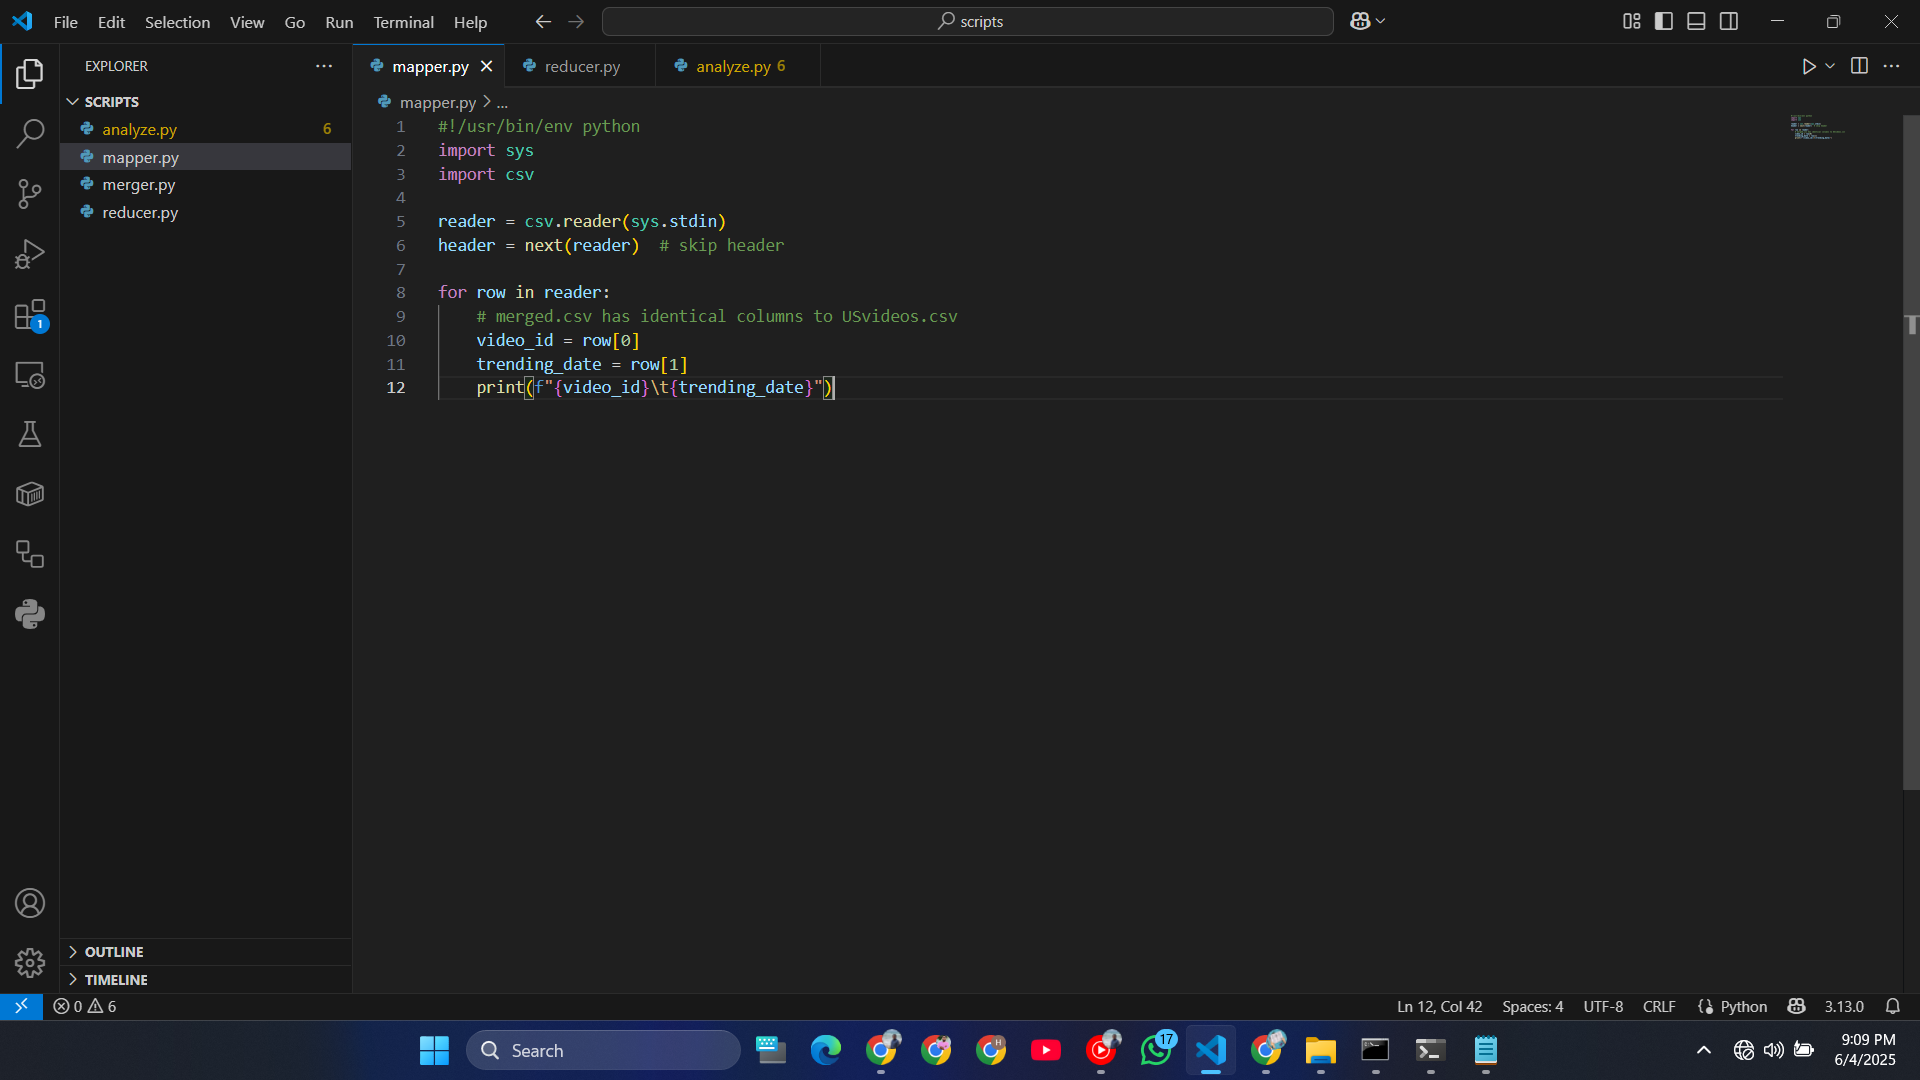 File Edit Selection View Go Run Terminal Help
scripts
EXPLORER
SCRIPTS
analyze.py 6
mapper.py
merger.py
reducer.py
1
OUTLINE
TIMELINE
mapper.py reducer.py analyze.py 6
mapper.py > ...
1 #!/usr/bin/env python
2 import sys
3 import csv
4
5 reader = csv.reader(sys.stdin)
6 header = next(reader)  # skip header
7
8 for row in reader:
9     # merged.csv has identical columns to USvideos.csv
10     video_id = row[0]
11     trending_date = row[1]
12     print(f"{video_id}\t{trending_date}")
0 6
Ln 12, Col 42 Spaces: 4 UTF-8 CRLF Python 3.13.0
Search
H
17
9:09 PM
6/4/2025